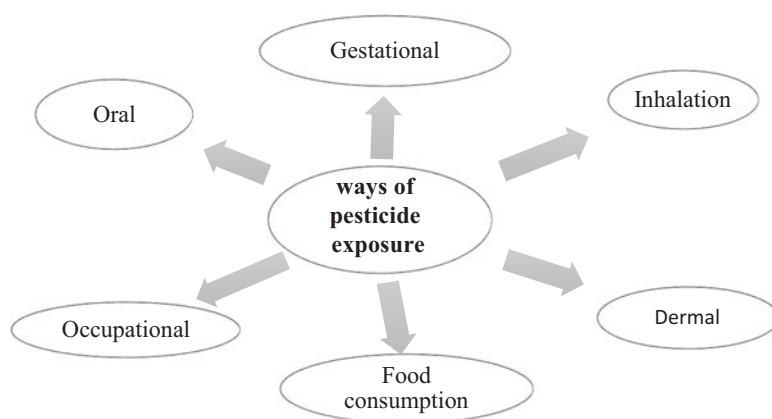 Gestational
Oral
Inhalation
ways of
pesticide
exposure
Occupational
Dermal
Food
consumption